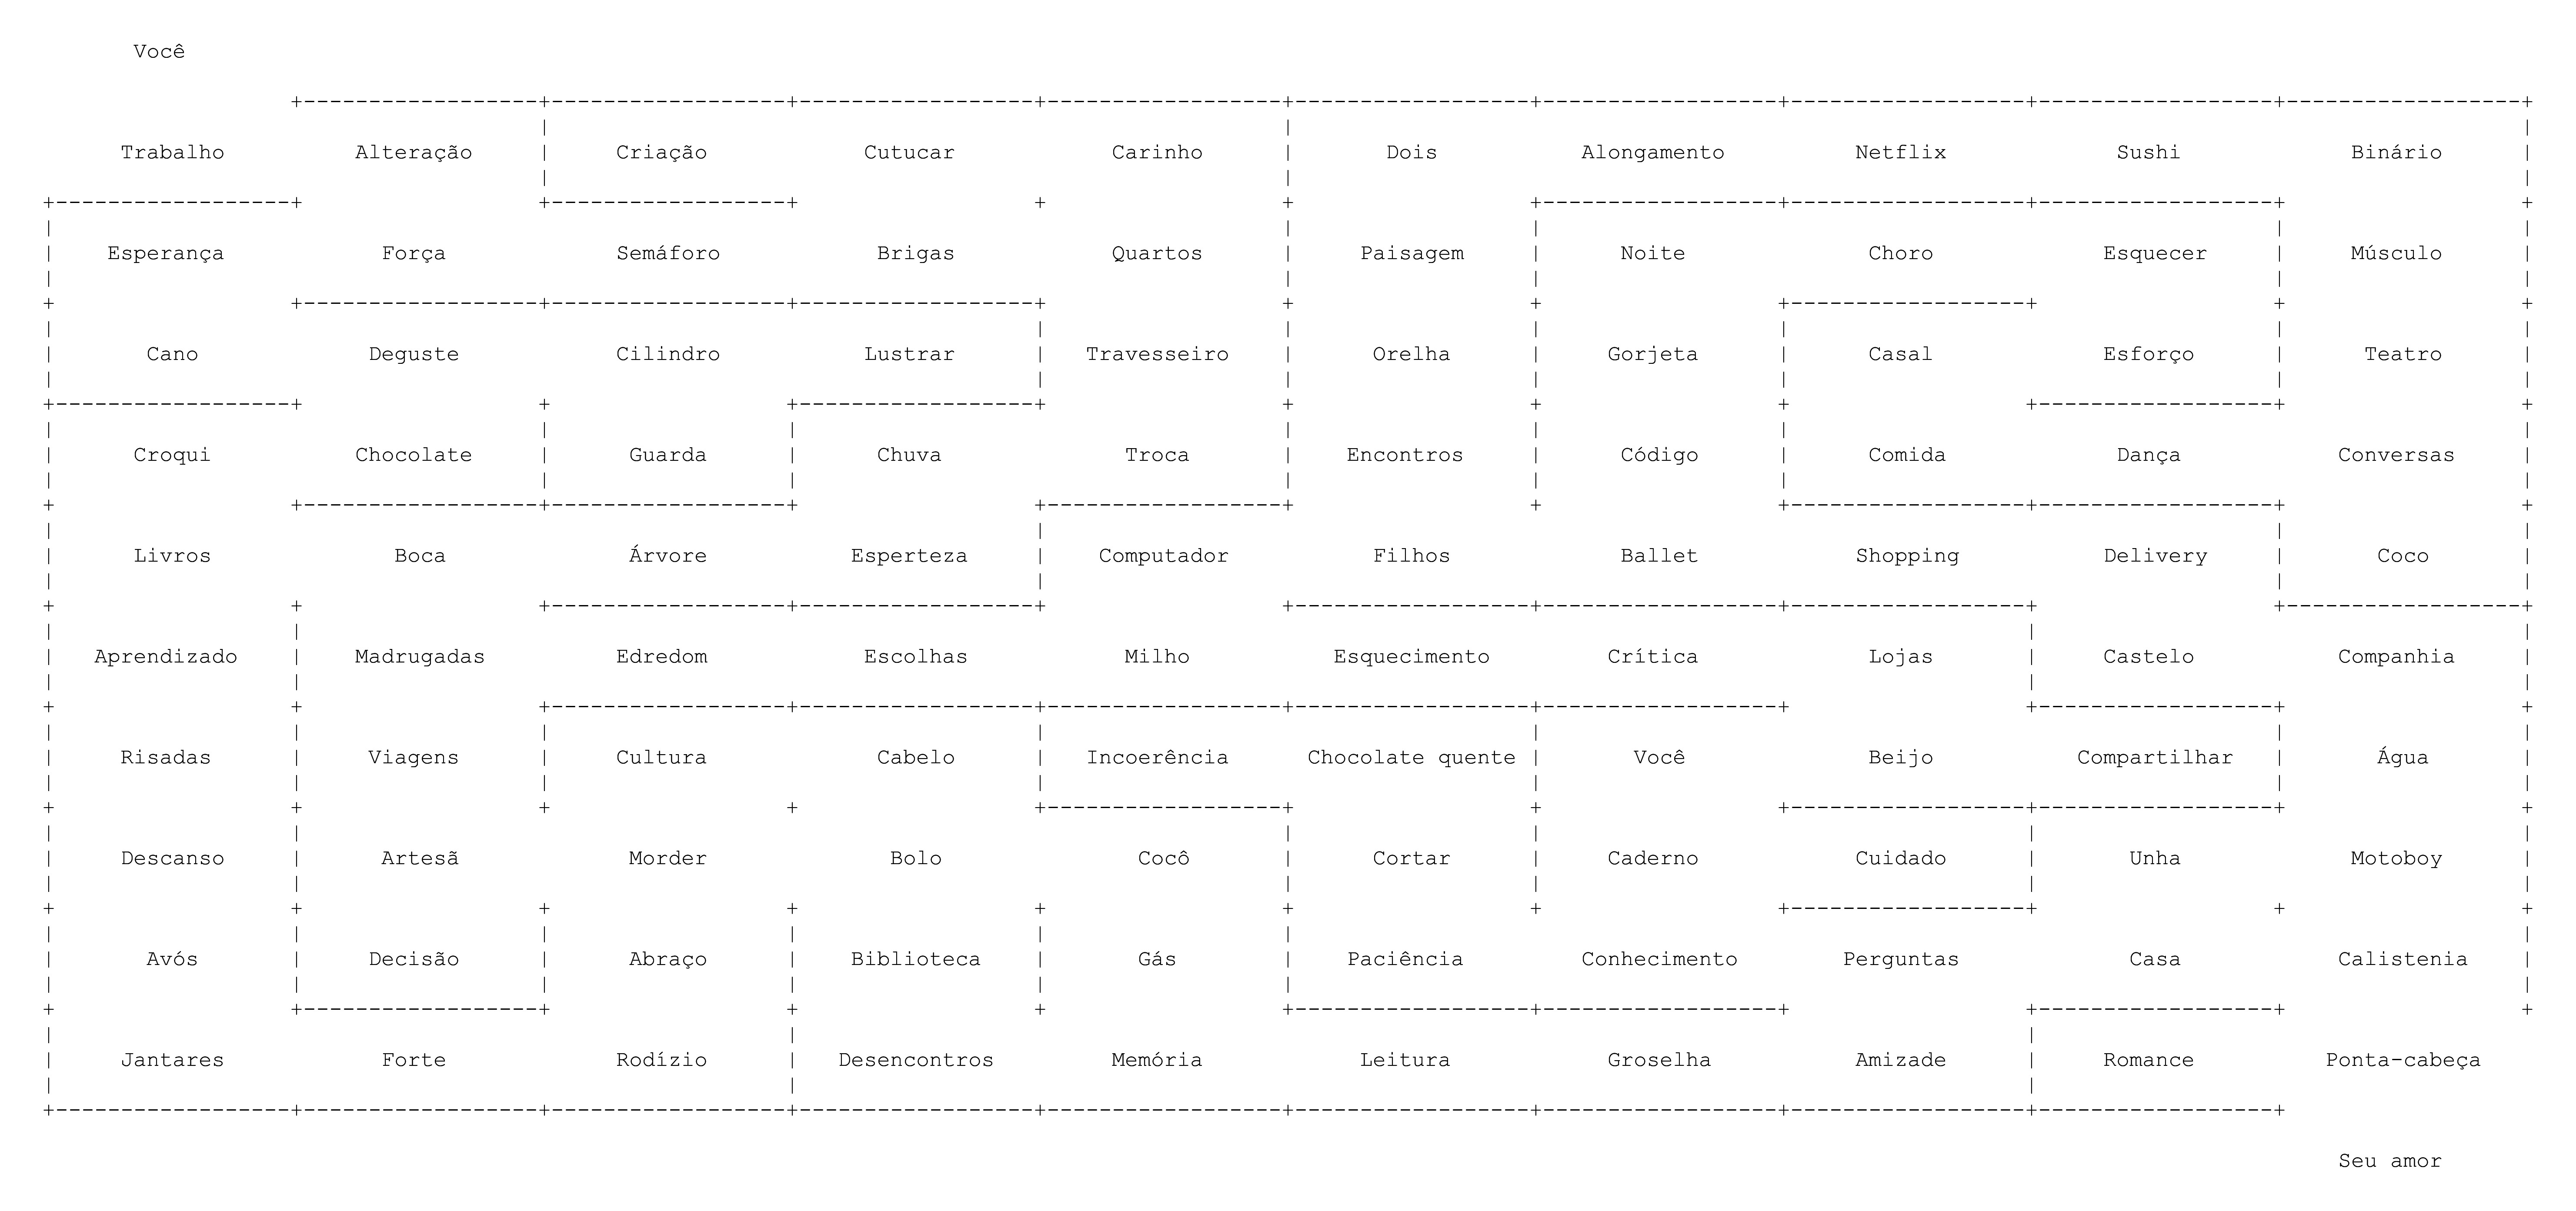 Você
Trabalho Alteração Criação Cutucar Carinho Dois Alongamento Netflix Sushi Binário
Esperança Força Semáforo Brigas Quartos Paisagem Noite Choro Esquecer Músculo
Cano Deguste Cilindro Lustrar Travesseiro Orelha Gorjeta Casal Esforço Teatro
Croqui Chocolate Guarda Chuva Troca Encontros Código Comida Dança Conversas
Livros Boca Árvore Esperteza Computador Filhos Ballet Shopping Delivery Coco
Aprendizado Madrugadas Edredom Escolhas Milho Esquecimento Crítica Lojas Castelo Companhia
Risadas Viagens Cultura Cabelo Incoerência Chocolate quente Você Beijo Compartilhar Água
Descanso Artesã Morder Bolo Cocô Cortar Caderno Cuidado Unha Motoboy
Avós Decisão Abraço Biblioteca Gás Paciência Conhecimento Perguntas Casa Calistenia
Jantares Forte Rodízio Desencontros Memória Leitura Groselha Amizade Romance Ponta-cabeça
Seu amor